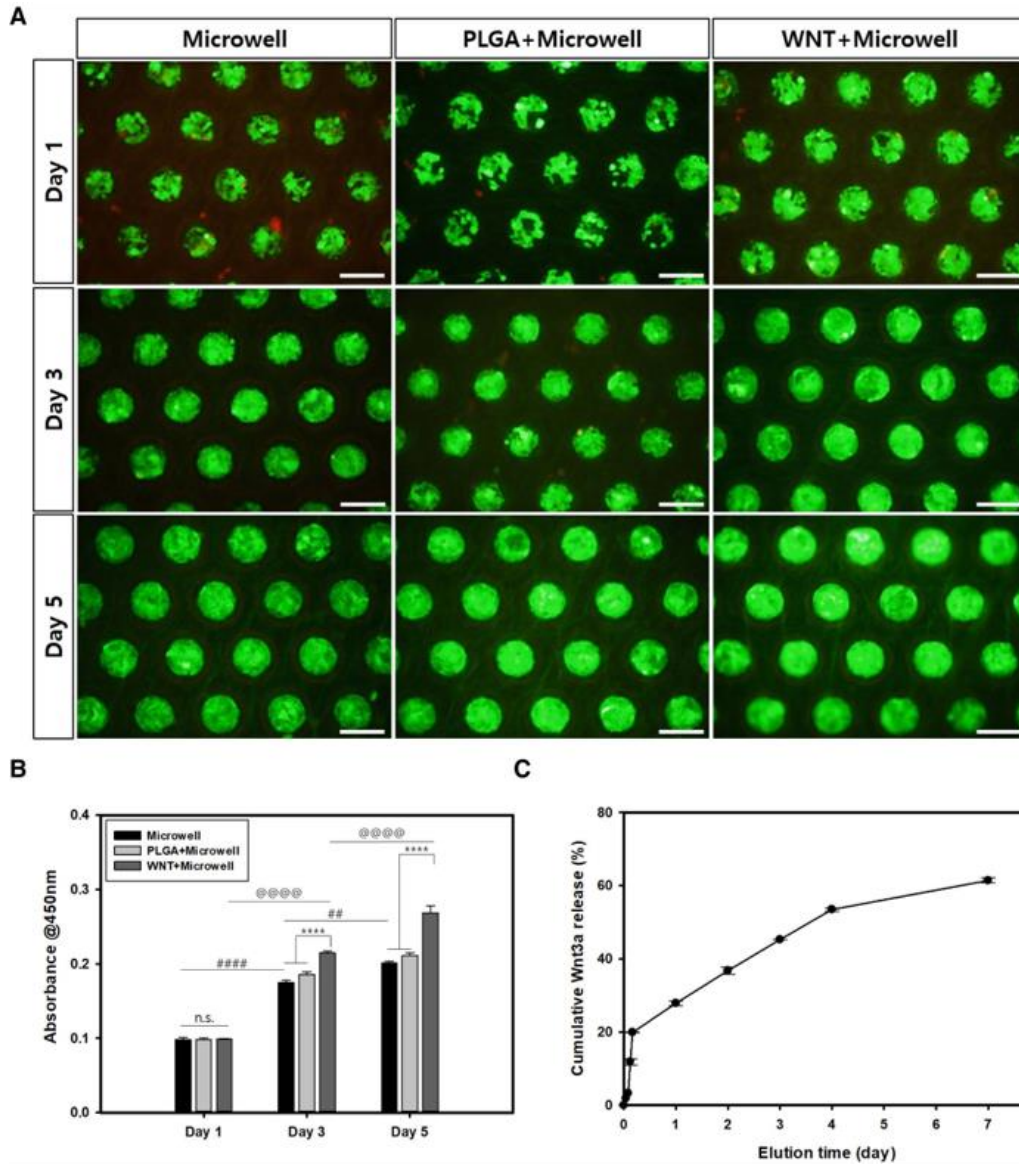 A
Microwell
PLGA+Microwell
WNT+Microwell
Day 1
Day 3
Day 5
B
0.4
0.3
0.2
0.1
0.0
Absorbance @450nm
Microwell
PLGA+Microwell
WNT+Microwell
n.s.
####
@@@@
****
##
@@@@
****
Day 1
Day 3
Day 5
C
80
60
40
20
0
Cumulative Wnt3a release (%)
0 1 2 3 4 5 6 7
Elution time (day)